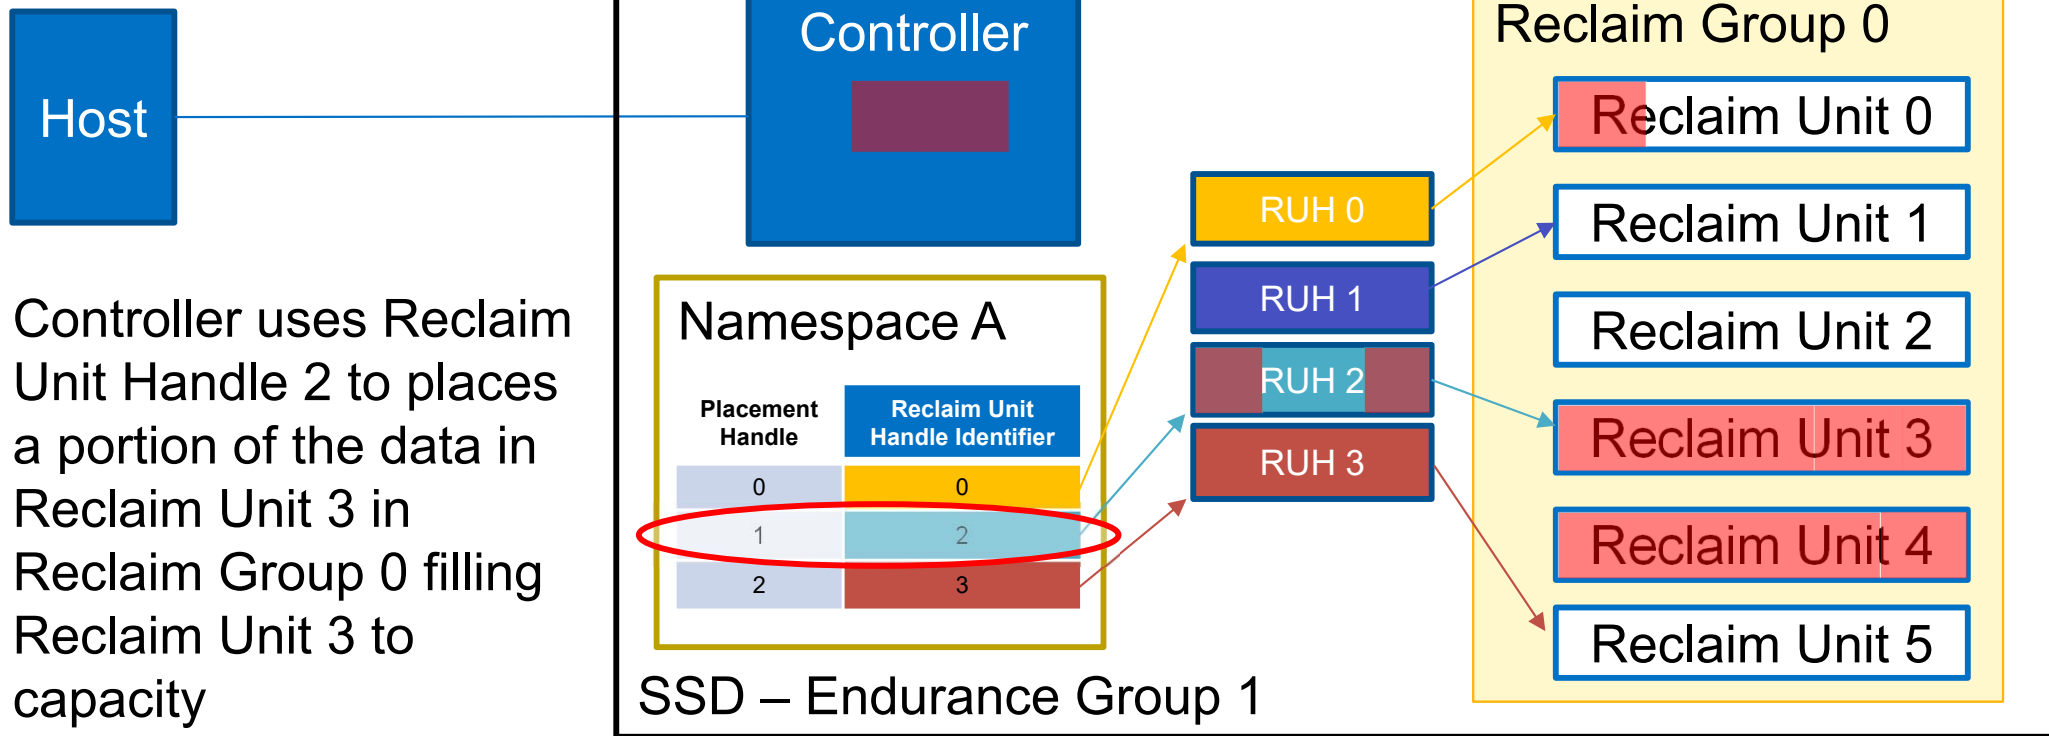 Host
Controller
Controller uses Reclaim
Unit Handle 2 to places
a portion of the data in
Reclaim Unit 3 in
Reclaim Group 0 filling
Reclaim Unit 3 to
capacity
Namespace A
Placement
Handle
Reclaim Unit
Handle Identifier
0 0
1 2
2 3
SSD – Endurance Group 1
RUH 0
RUH 1
RUH 2
RUH 3
Reclaim Group 0
Reclaim Unit 0
Reclaim Unit 1
Reclaim Unit 2
Reclaim Unit 3
Reclaim Unit 4
Reclaim Unit 5